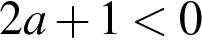 2a + 1 < 0